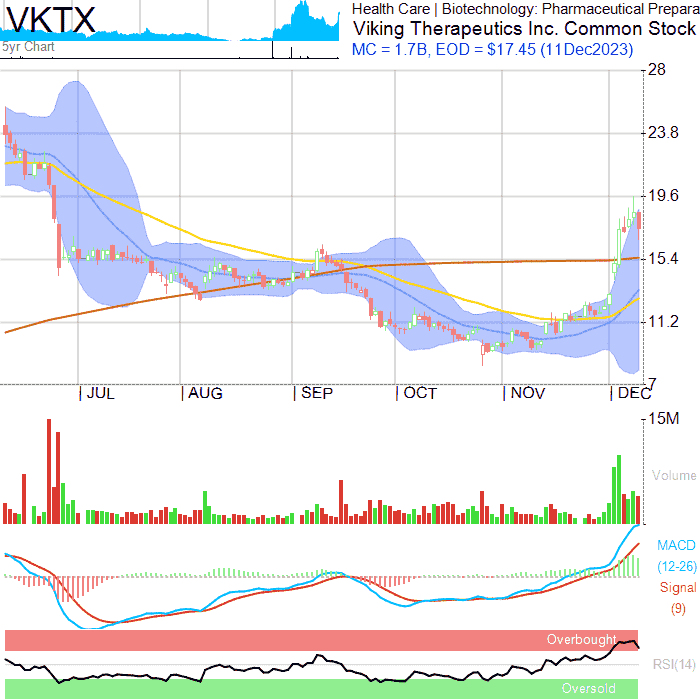 VKTX
5yr Chart
Health Care | Biotechnology: Pharmaceutical Prepara
Viking Therapeutics Inc. Common Stock
MC = 1.7B, EOD = $17.45 (11Dec2023)
28
23.8
19.6
15.4
11.2
7
JUL AUG SEP OCT NOV DEC
15M
Volume
MACD
(12-26)
Signal
(9)
Overbought
RSI(14)
Oversold